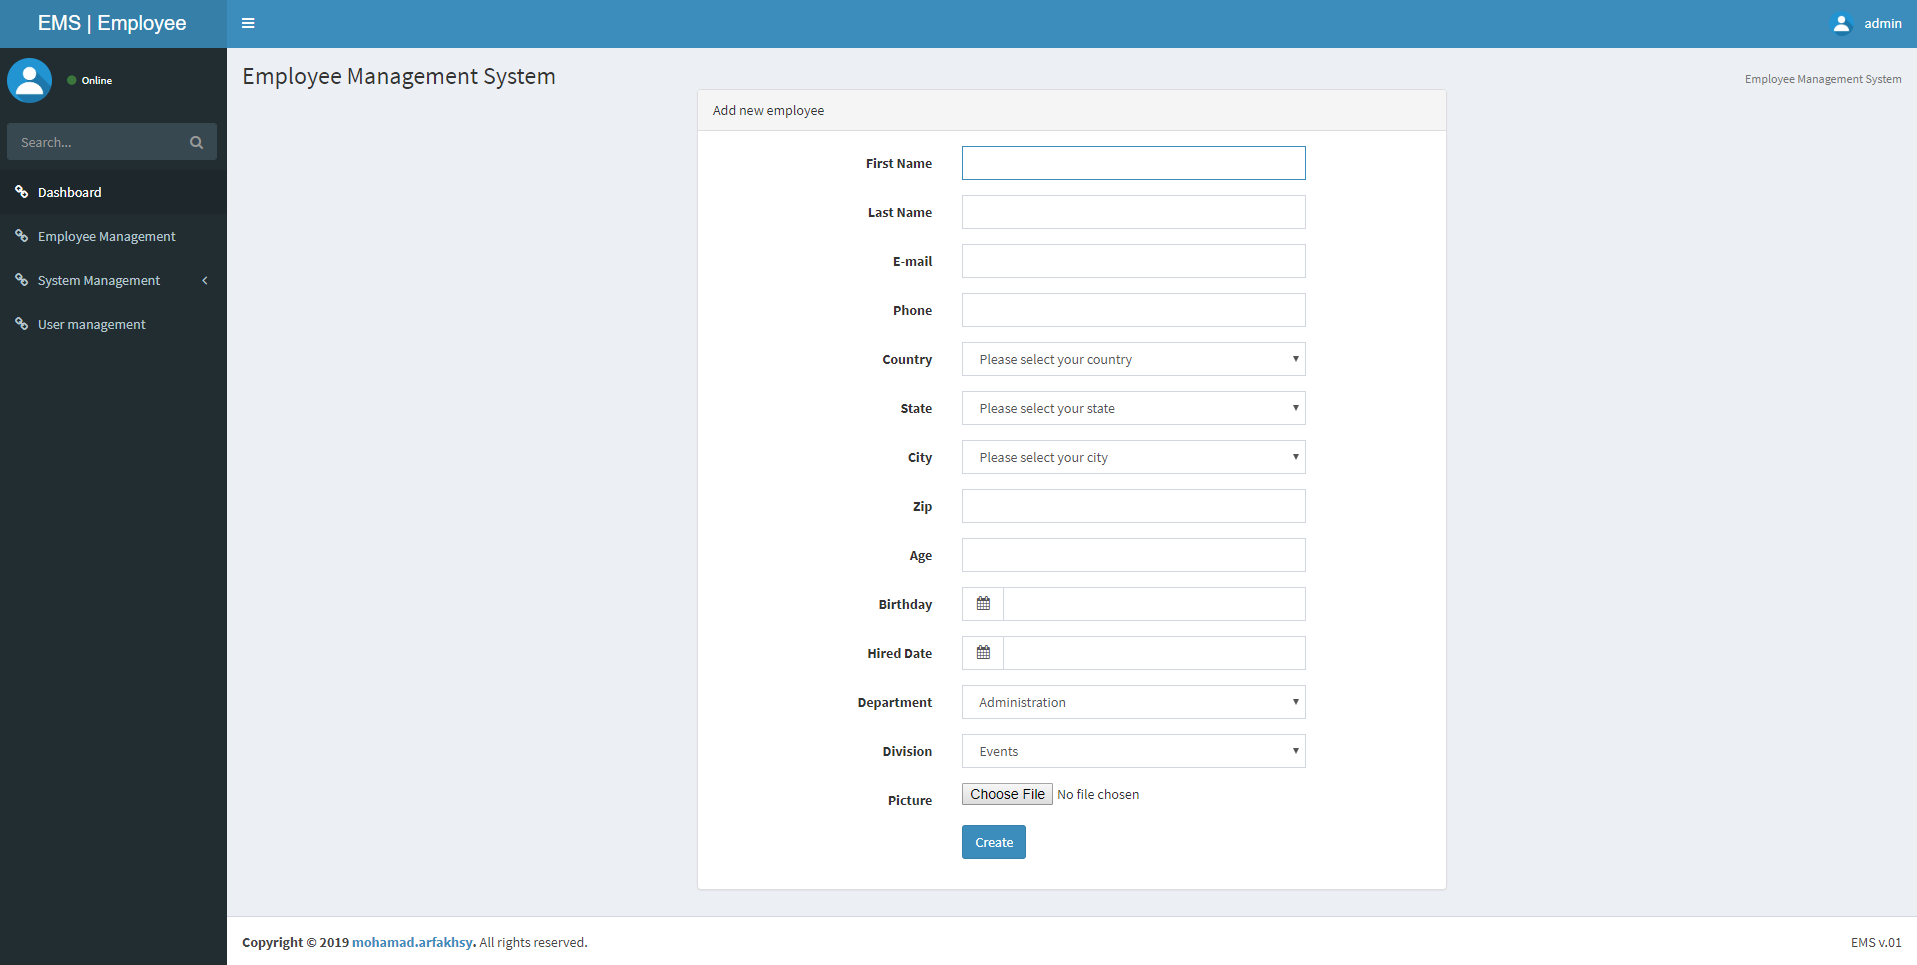 EMS | Employee
admin
Online
Search...
Dashboard
Employee Management
System Management
User management
Employee Management System
Employee Management System
Add new employee
First Name
Last Name
E-mail
Phone
Country Please select your country
State Please select your state
City Please select your city
Zip
Age
Birthday
Hired Date
Department Administration
Division Events
Picture Choose File No file chosen
Create
Copyright © 2019 mohamad.arfakhsy. All rights reserved.
EMS v.01